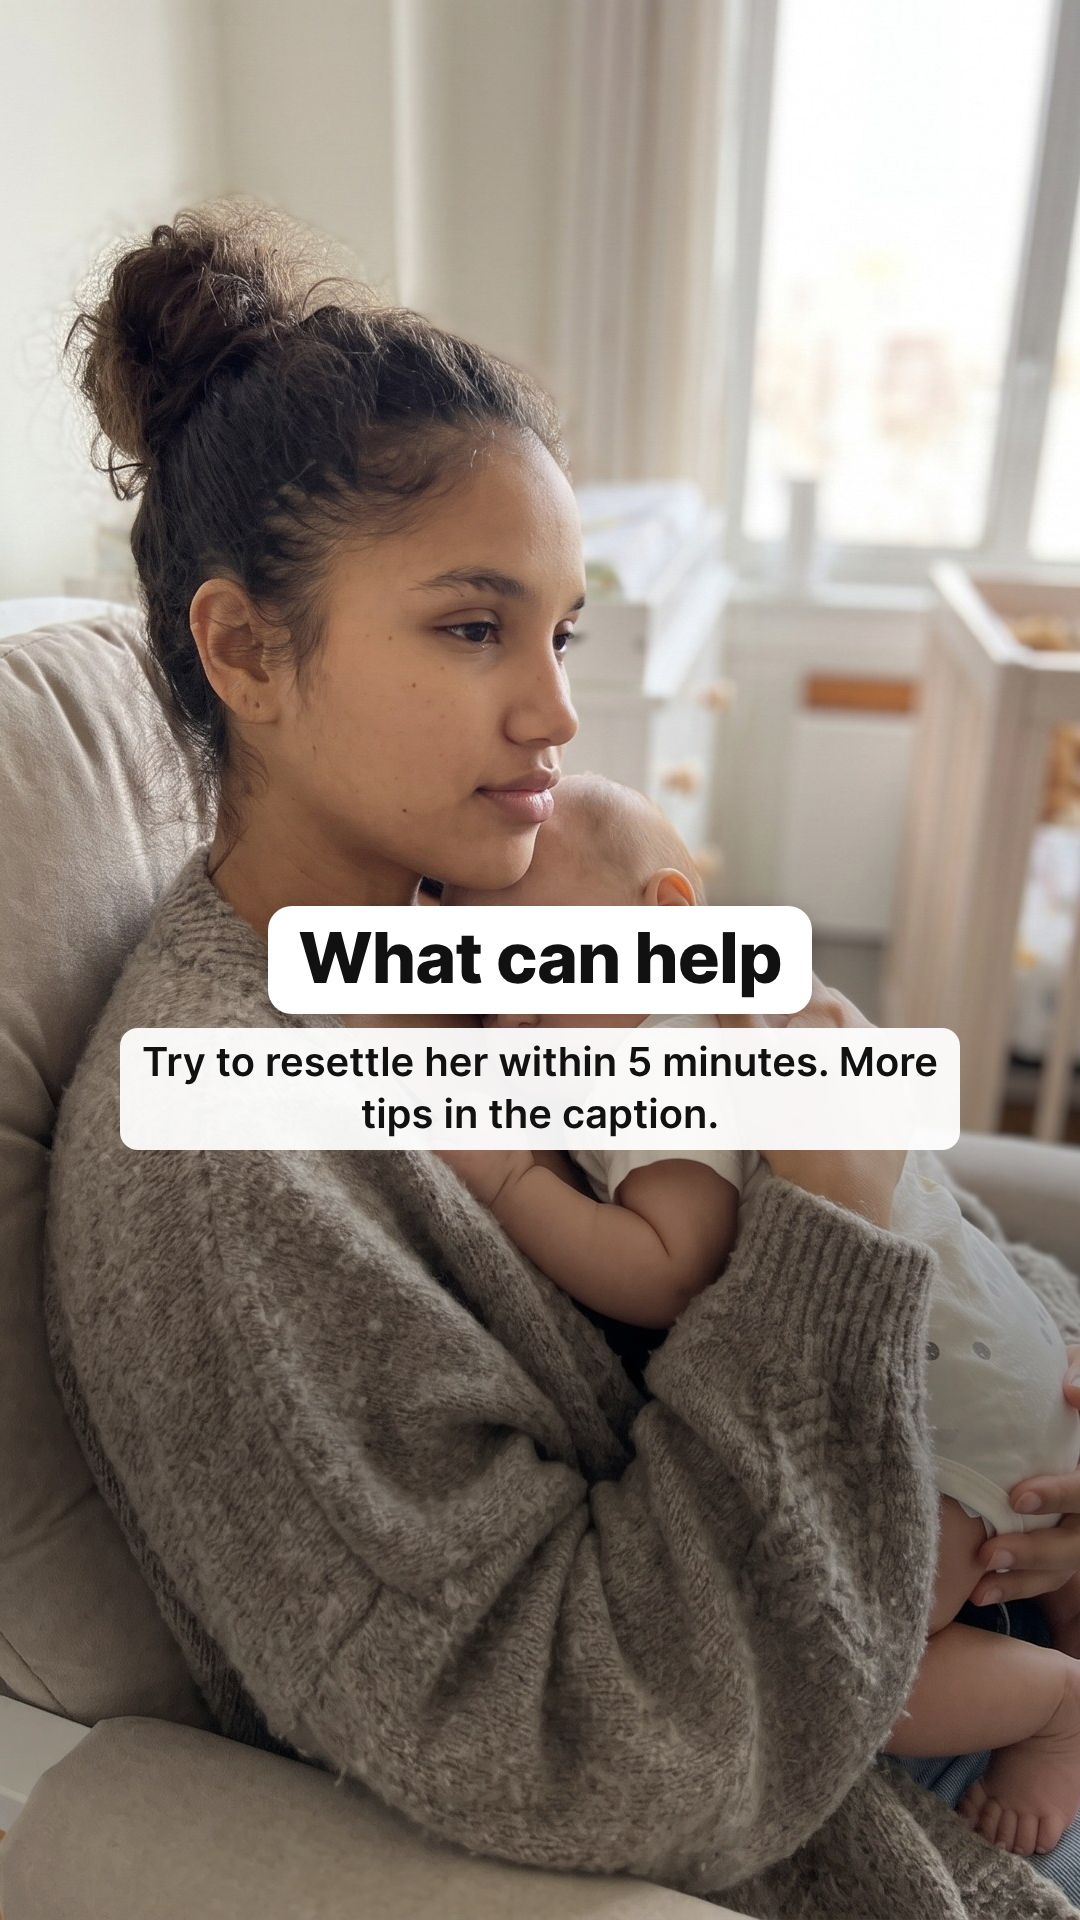 What can help
Try to resettle her within 5 minutes. More
tips in the caption.